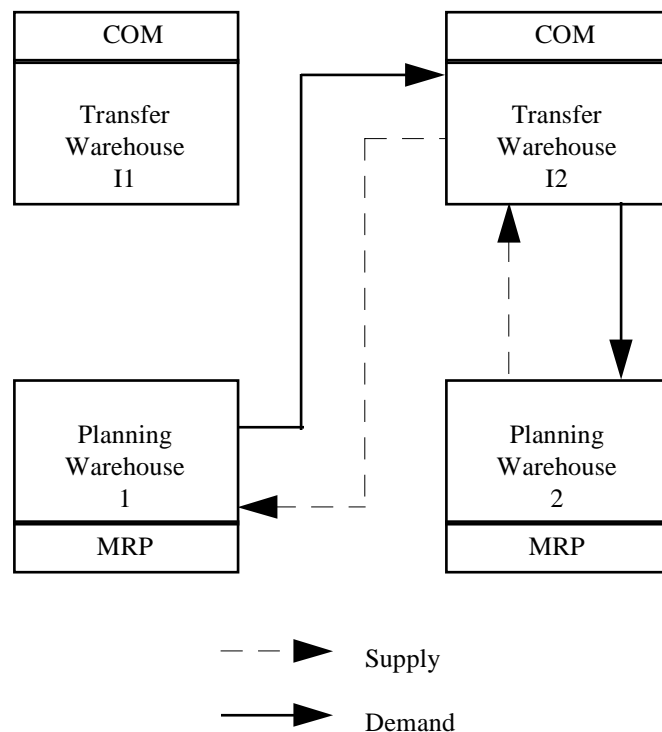 COM
Transfer
Warehouse
I1
COM
Transfer
Warehouse
I2
Planning
Warehouse
1
MRP
Planning
Warehouse
2
MRP
Supply
Demand